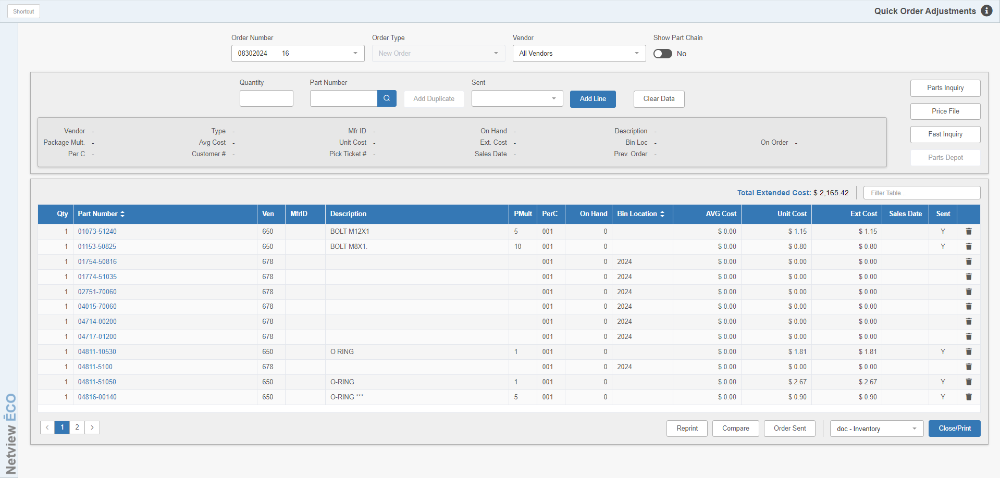 Shortcut
Quick Order Adjustments
Order Number
Order Type
Vendor
Show Part Chain
08302024 16
New Order
All Vendors
No
Quantity
Part Number
Sent
Add Duplicate
Add Line
Clear Data
Parts Inquiry
Price File
Fast Inquiry
Parts Depot
Vendor - Type - Mfr ID - On Hand - Description -
Package Mult. - Avg Cost - Unit Cost - Ext. Cost - Bin Loc - On Order -
Per C - Customer # - Pick Ticket # - Sales Date - Prev. Order -
Total Extended Cost: $ 2,165.42
Filter Table...
Qty Part Number Ven MfrID Description PMult PerC On Hand Bin Location AVG Cost Unit Cost Ext Cost Sales Date Sent
1 01073-51240 650 BOLT M12X1 5 001 0 $ 0.00 $ 1.15 $ 1.15 Y
1 01153-50825 650 BOLT M8X1. 10 001 0 $ 0.00 $ 0.80 $ 0.80 Y
1 01754-50816 678 001 0 2024 $ 0.00 $ 0.00 $ 0.00
1 01774-51035 678 001 0 2024 $ 0.00 $ 0.00 $ 0.00
1 02751-70060 678 001 0 2024 $ 0.00 $ 0.00 $ 0.00
1 04015-70060 678 001 0 2024 $ 0.00 $ 0.00 $ 0.00
1 04714-00200 678 001 0 2024 $ 0.00 $ 0.00 $ 0.00
1 04717-01200 678 001 0 2024 $ 0.00 $ 0.00 $ 0.00
1 04811-10530 650 O RING 1 001 0 $ 0.00 $ 1.81 $ 1.81 Y
1 04811-5100 678 001 0 2024 $ 0.00 $ 0.00 $ 0.00
1 04811-51050 650 O-RING 1 001 0 $ 0.00 $ 2.67 $ 2.67 Y
1 04816-00140 650 O-RING *** 5 001 0 $ 0.00 $ 0.90 $ 0.90 Y
< 1 2 >
Reprint
Compare
Order Sent
doc - Inventory
Close/Print
Netview ĒCO